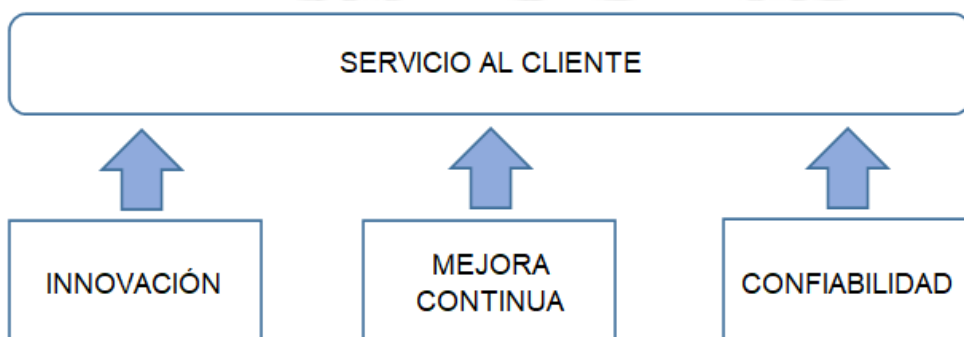 SERVICIO AL CLIENTE
INNOVACIÓN
MEJORA
CONTINUA
CONFIABILIDAD